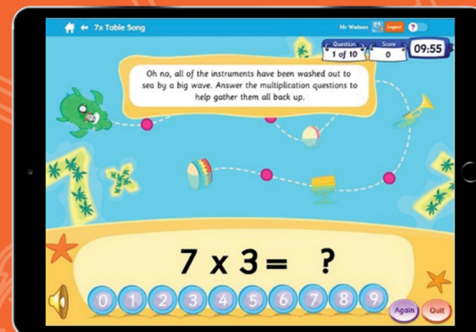 7x Table Song
Mr Watson
Logout
?
Question
1 of 10
Score
0
09:55
Oh no, all of the instruments have been washed out to
sea by a big wave. Answer the multiplication questions to
help gather them all back up.
7 x 3 = ?
0 1 2 3 4 5 6 7 8 9
Again
Quit